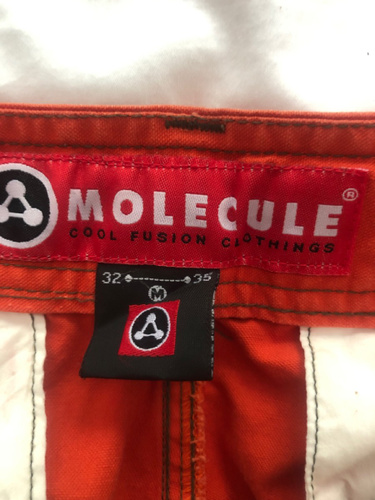 MOLECULE®
COOL FUSION CLOTHINGS
32 35
M